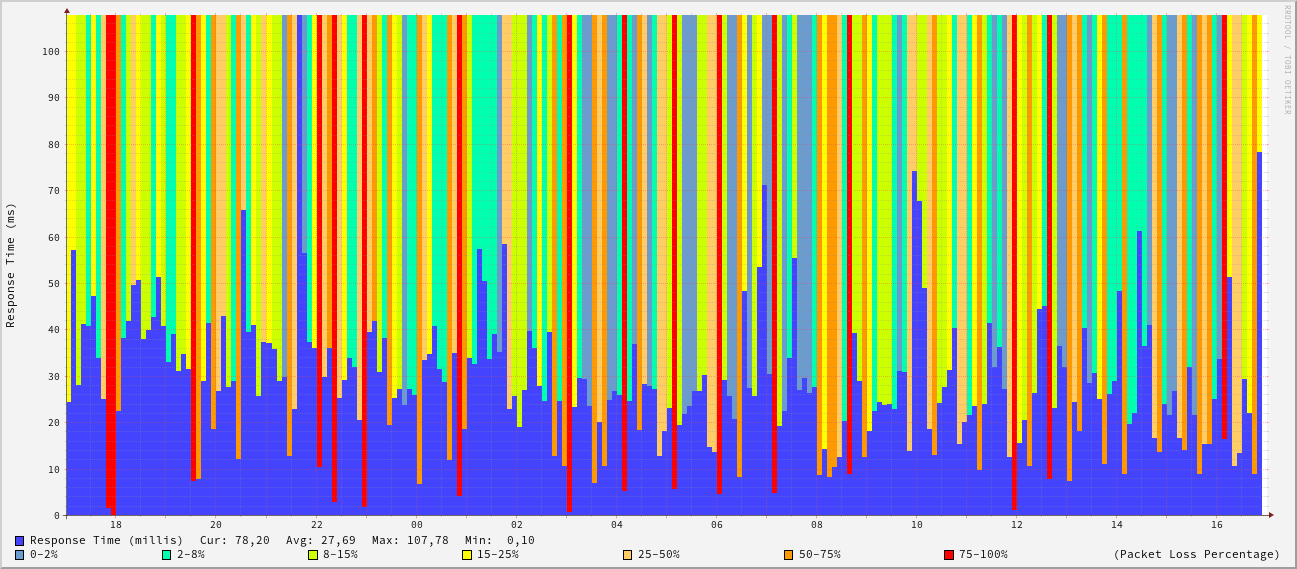 RRDTOOL / TOBI OETIKER
Response Time (ms)
100
90
80
70
60
50
40
30
20
10
0
18 20 22 00 02 04 06 08 10 12 14 16
Response Time (millis) Cur: 78,20 Avg: 27,69 Max: 107,78 Min: 0,10
0-2% 2-8% 8-15% 15-25% 25-50% 50-75% 75-100% (Packet Loss Percentage)